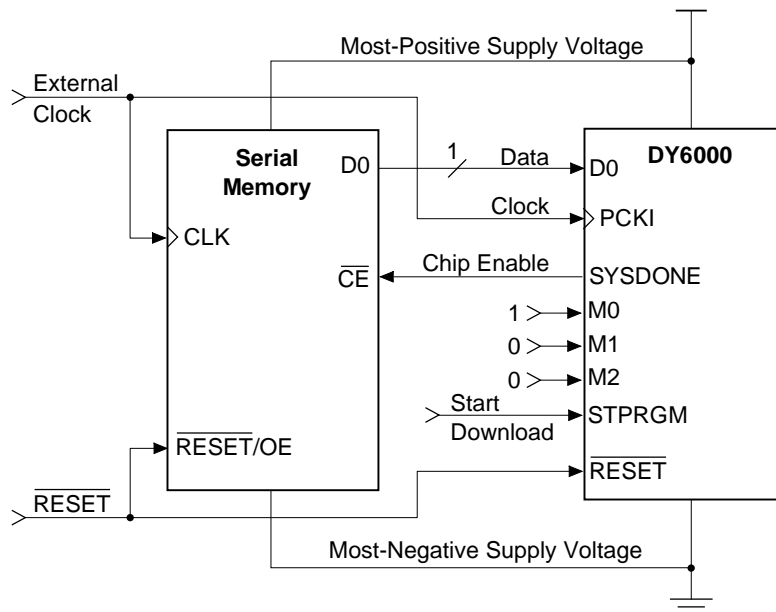 Most-Positive Supply Voltage
External
Clock
Serial
Memory
D0
1
Data
D0
DY6000
Clock
PCKI
CLK
CE
Chip Enable
SYSDONE
1
M0
0
M1
0
M2
Start
Download
STPRGM
RESET/OE
RESET
RESET
Most-Negative Supply Voltage